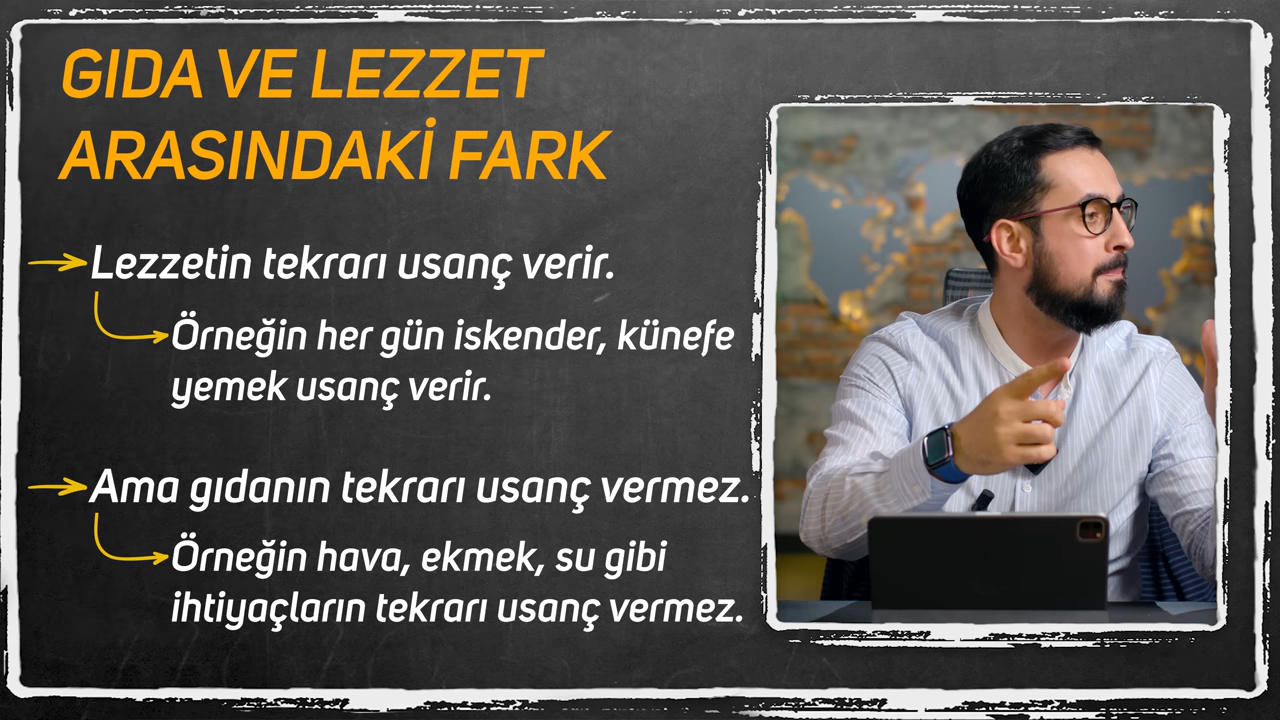 GIDA VE LEZZET
ARASINDAKİ FARK
Lezzetin tekrarı usanç verir.
Örneğin her gün iskender, künefe
yemek usanç verir.
Ama gıdanın tekrarı usanç vermez.
Örneğin hava, ekmek, su gibi
ihtiyaçların tekrarı usanç vermez.